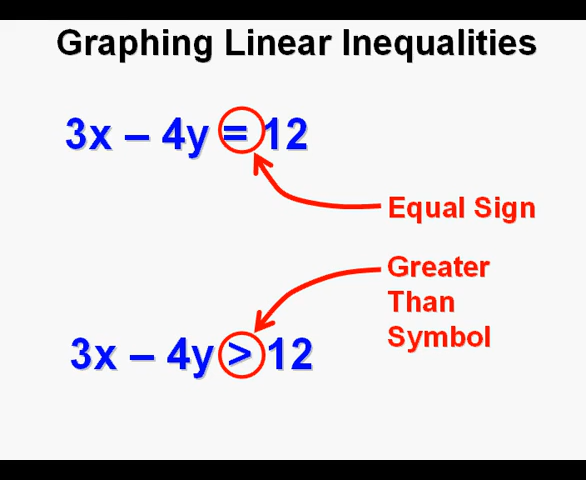 Graphing Linear Inequalities
3x – 4y = 12
Equal Sign
Greater
Than
Symbol
3x – 4y > 12